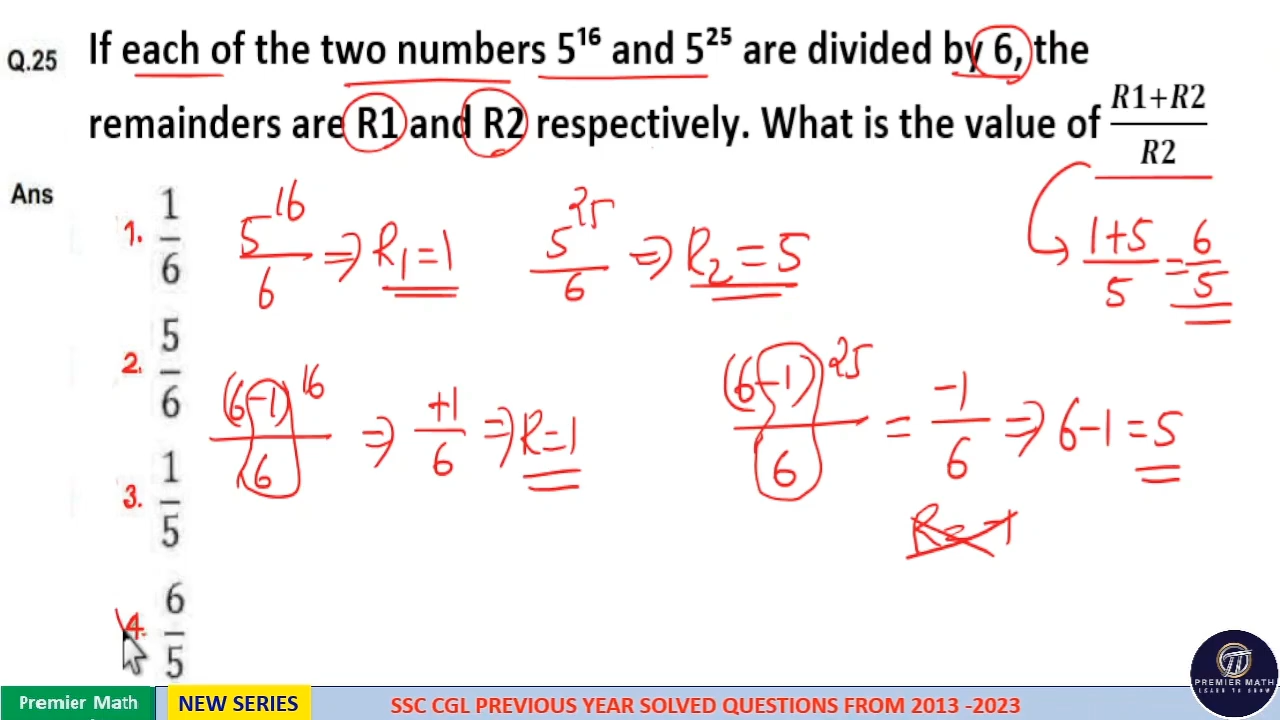 Q.25 If each of the two numbers 5¹⁶ and 5²⁵ are divided by 6, the
remainders are R1 and R2 respectively. What is the value of (R1+R2)/R2
Ans
1. 1/6
5¹⁶/6 ⇒ R₁=1    5²⁵/6 ⇒ R₂=5    (1+5)/5 = 6/5
2. 5/6
(6-1)¹⁶/6 ⇒ +1/6 ⇒ R=1    (6-1)²⁵/6 = -1/6 ⇒ 6-1=5
3. 1/5
R=-1
4. 6/5
PREMIER MATH
LEARN TO GROW
Premier Math NEW SERIES SSC CGL PREVIOUS YEAR SOLVED QUESTIONS FROM 2013 -2023